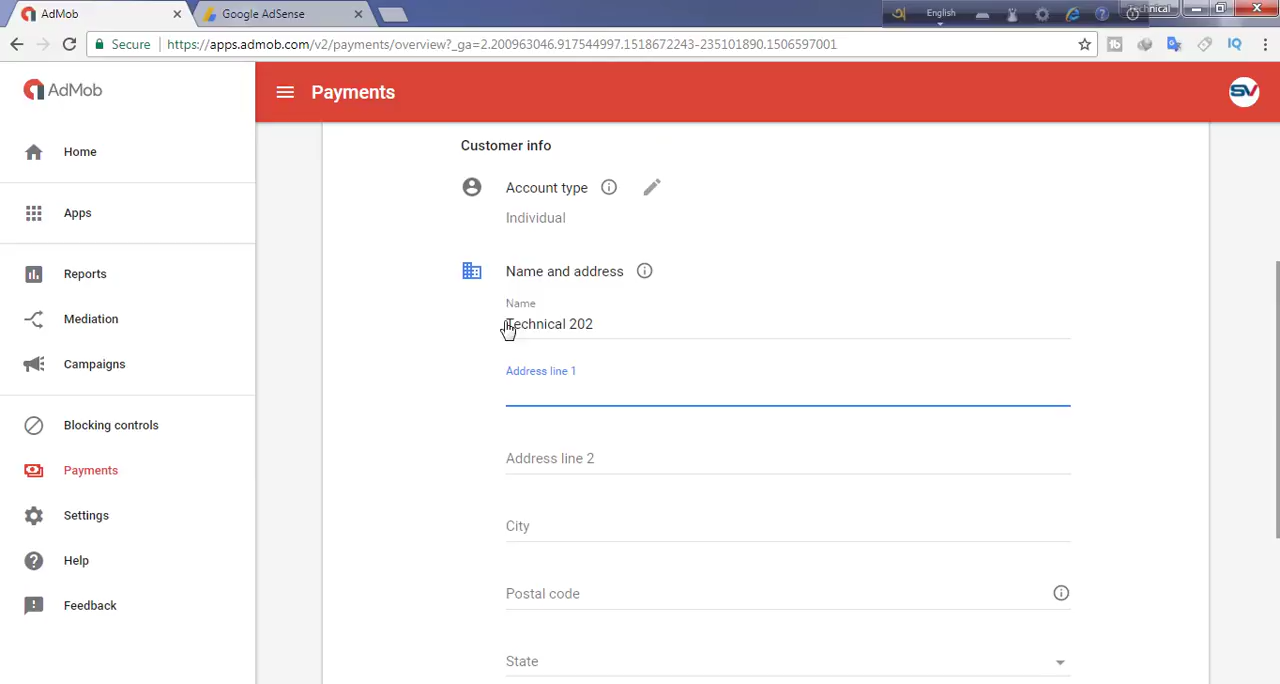 AdMob
Google AdSense
English
Technical
Secure
https://apps.admob.com/v2/payments/overview?_ga=2.200963046.917544997.1518672243-235101890.1506597001
AdMob
Payments
SV
Home
Apps
Reports
Mediation
Campaigns
Blocking controls
Payments
Settings
Help
Feedback
Customer info
Account type
Individual
Name and address
Name
Technical 202
Address line 1
Address line 2
City
Postal code
State